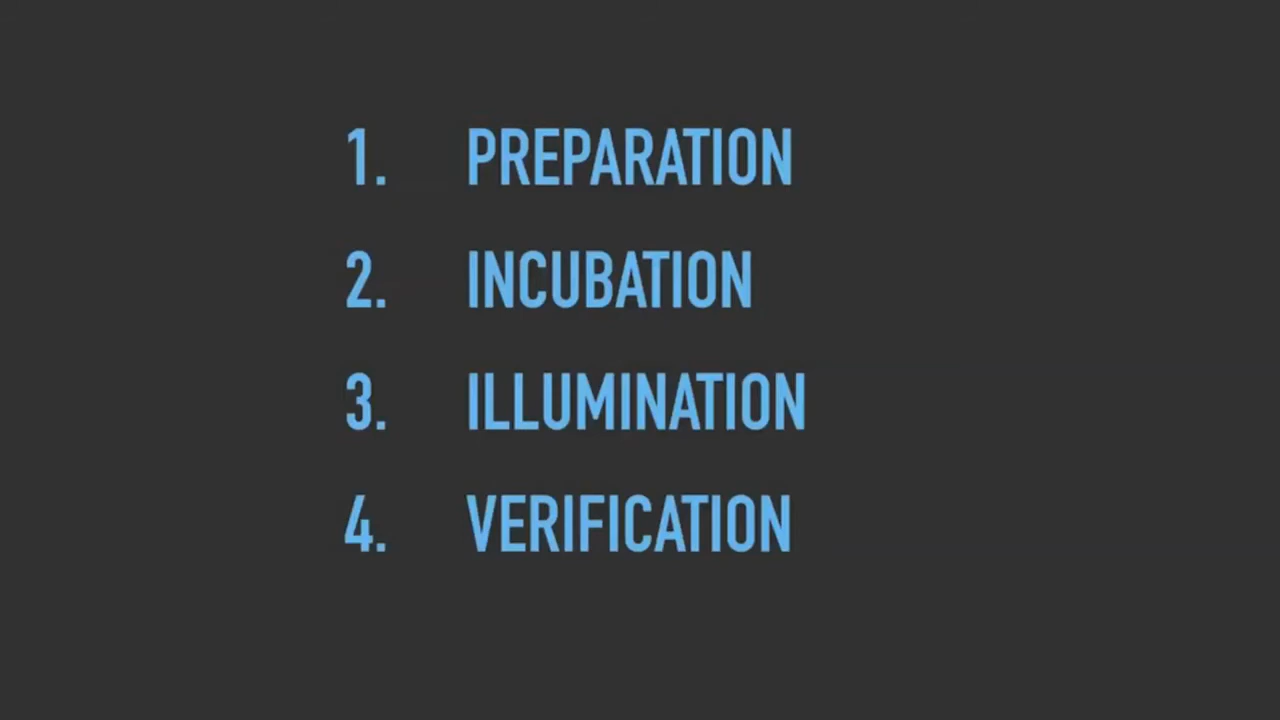 1. PREPARATION
2. INCUBATION
3. ILLUMINATION
4. VERIFICATION